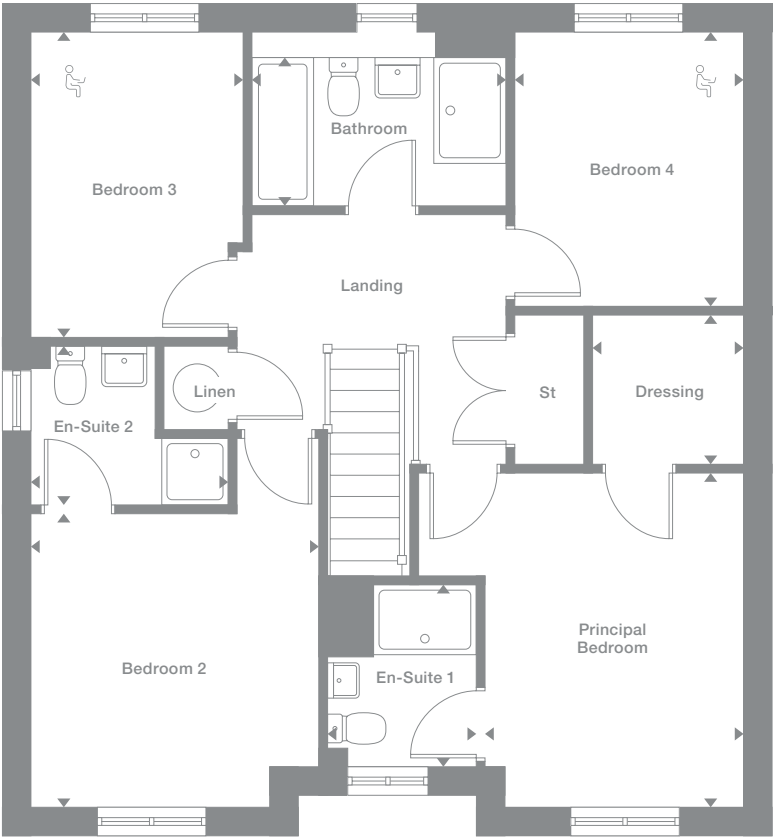 Bathroom
Bedroom 3
Bedroom 4
Landing
Linen
St
Dressing
En-Suite 2
Principal
Bedroom
Bedroom 2
En-Suite 1